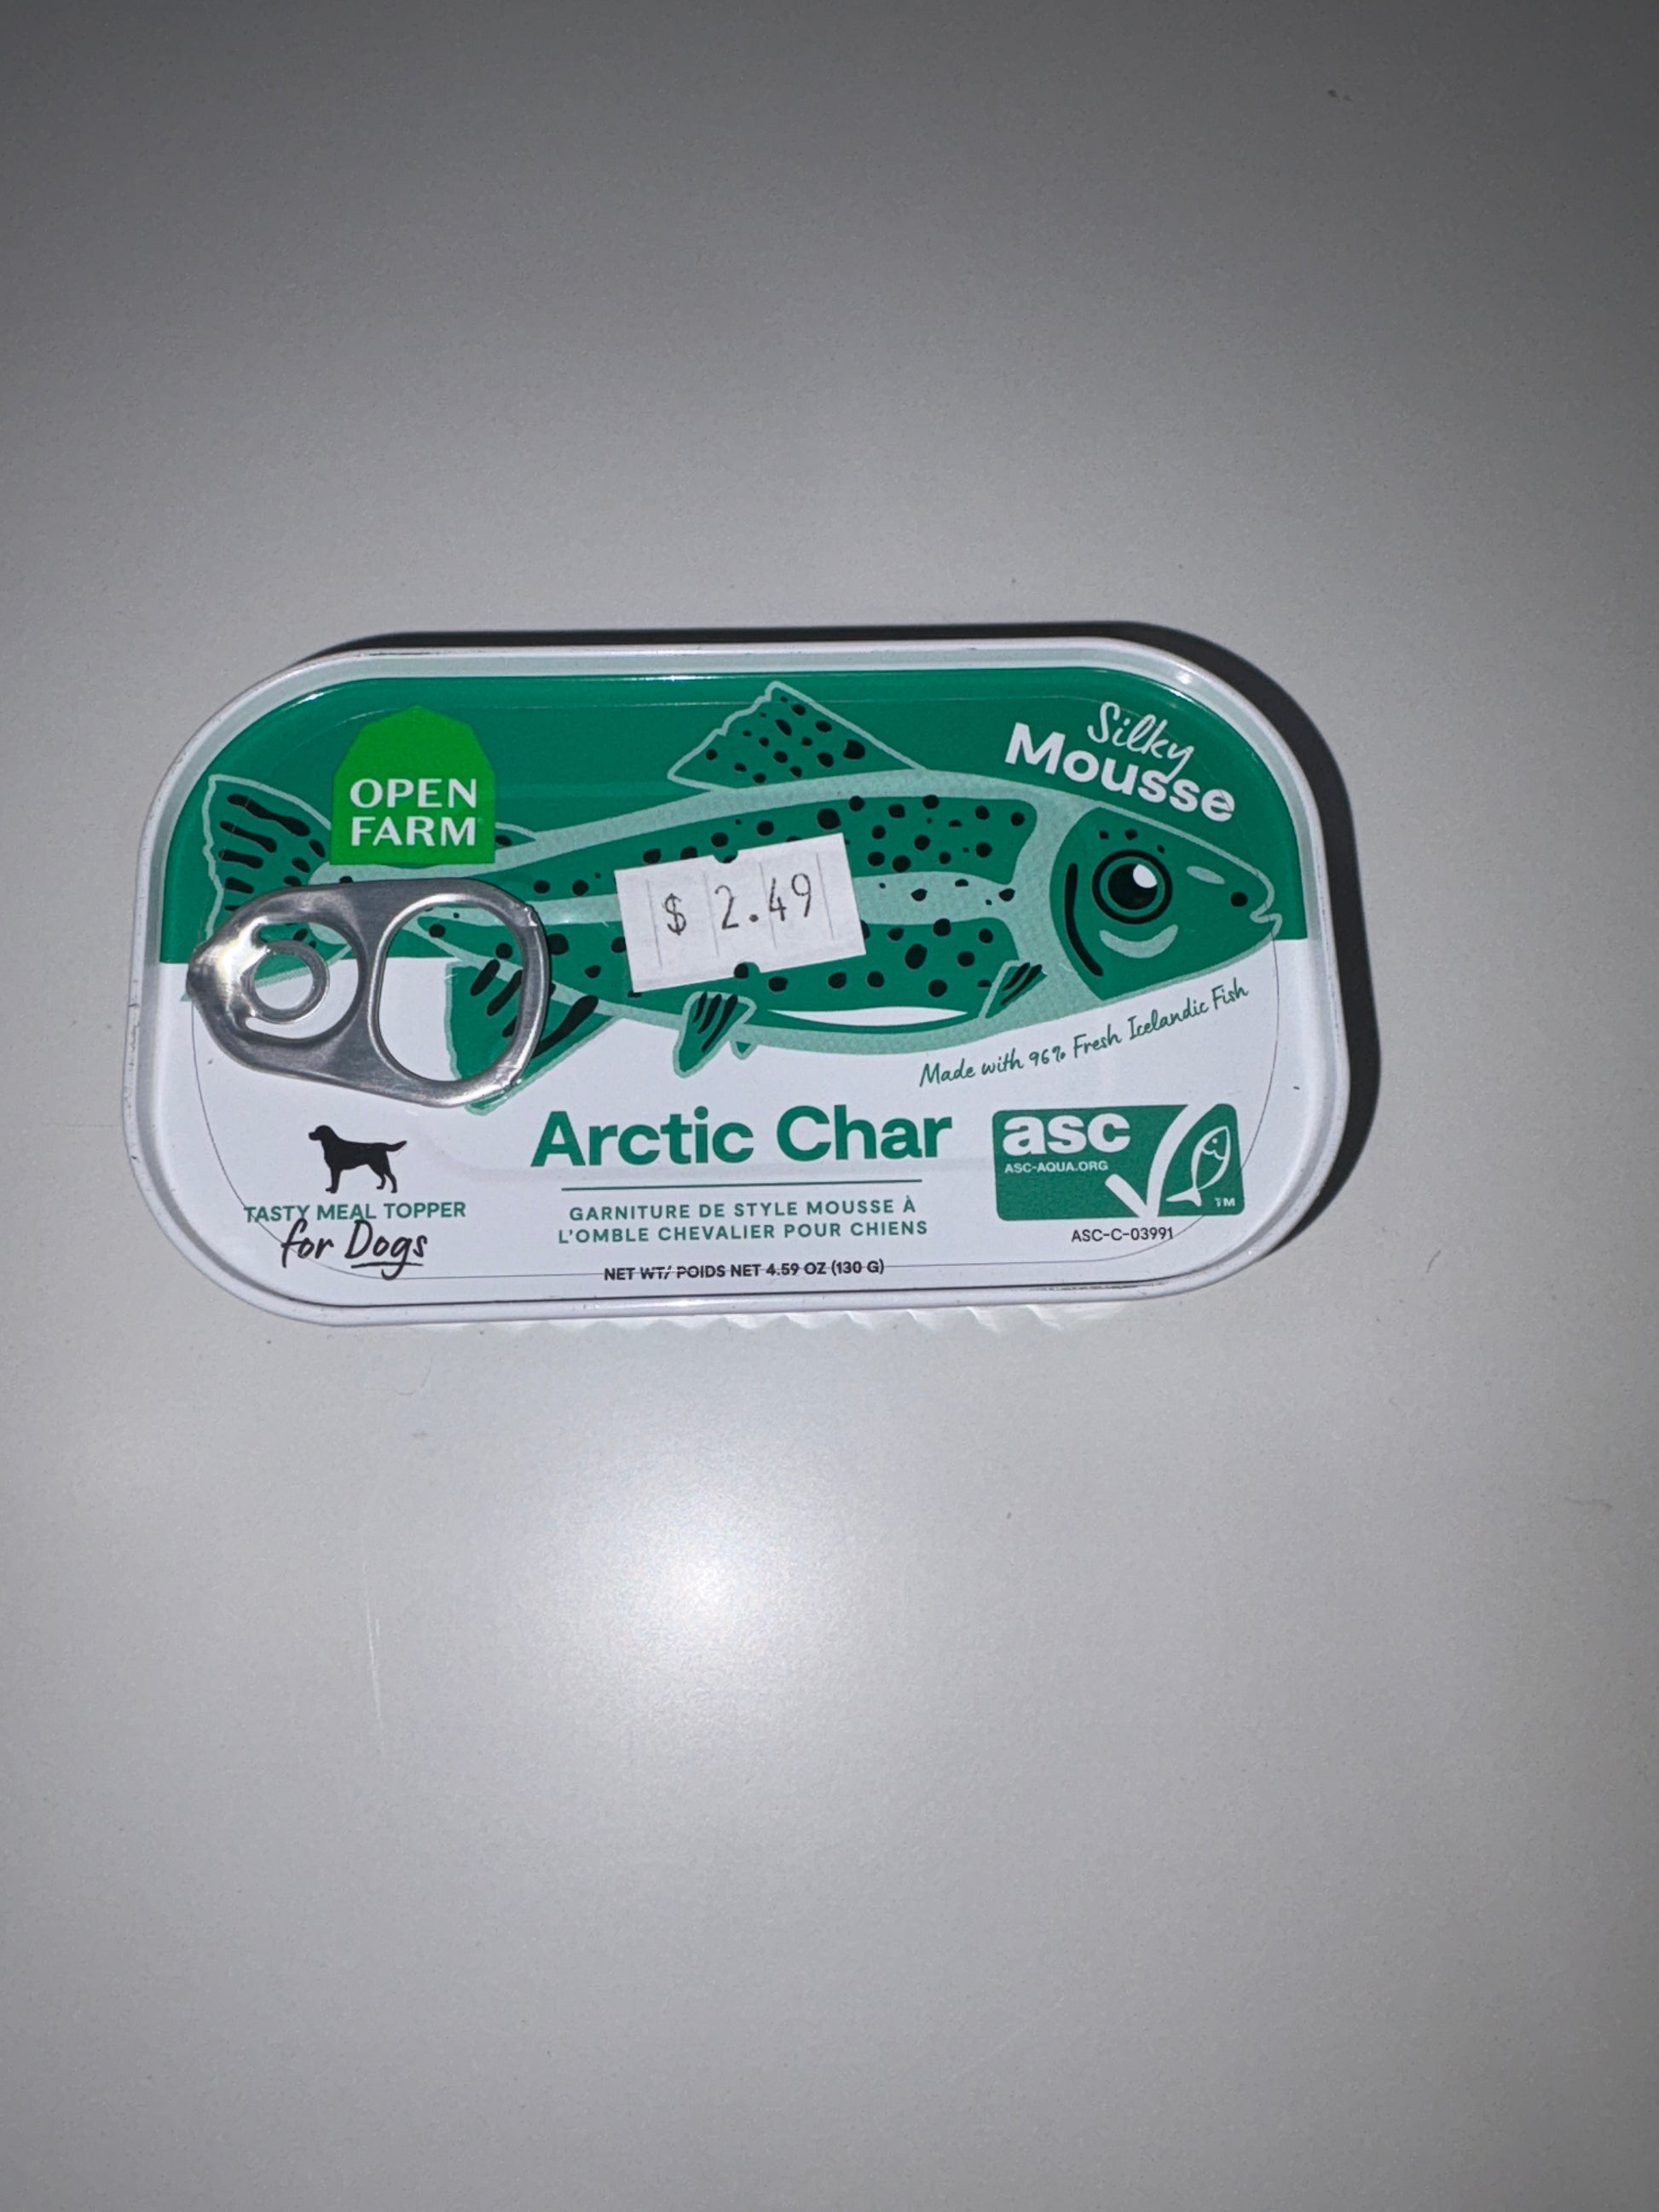 Silky
Mousse
OPEN
FARM
$ 2.49
Made with 96% Fresh Icelandic Fish
Arctic Char
asc
ASC-AQUA.ORG
TM
TASTY MEAL TOPPER
for Dogs
GARNITURE DE STYLE MOUSSE À
L'OMBLE CHEVALIER POUR CHIENS
ASC-C-03991
NET WT/ POIDS NET 4.59 OZ (130 G)